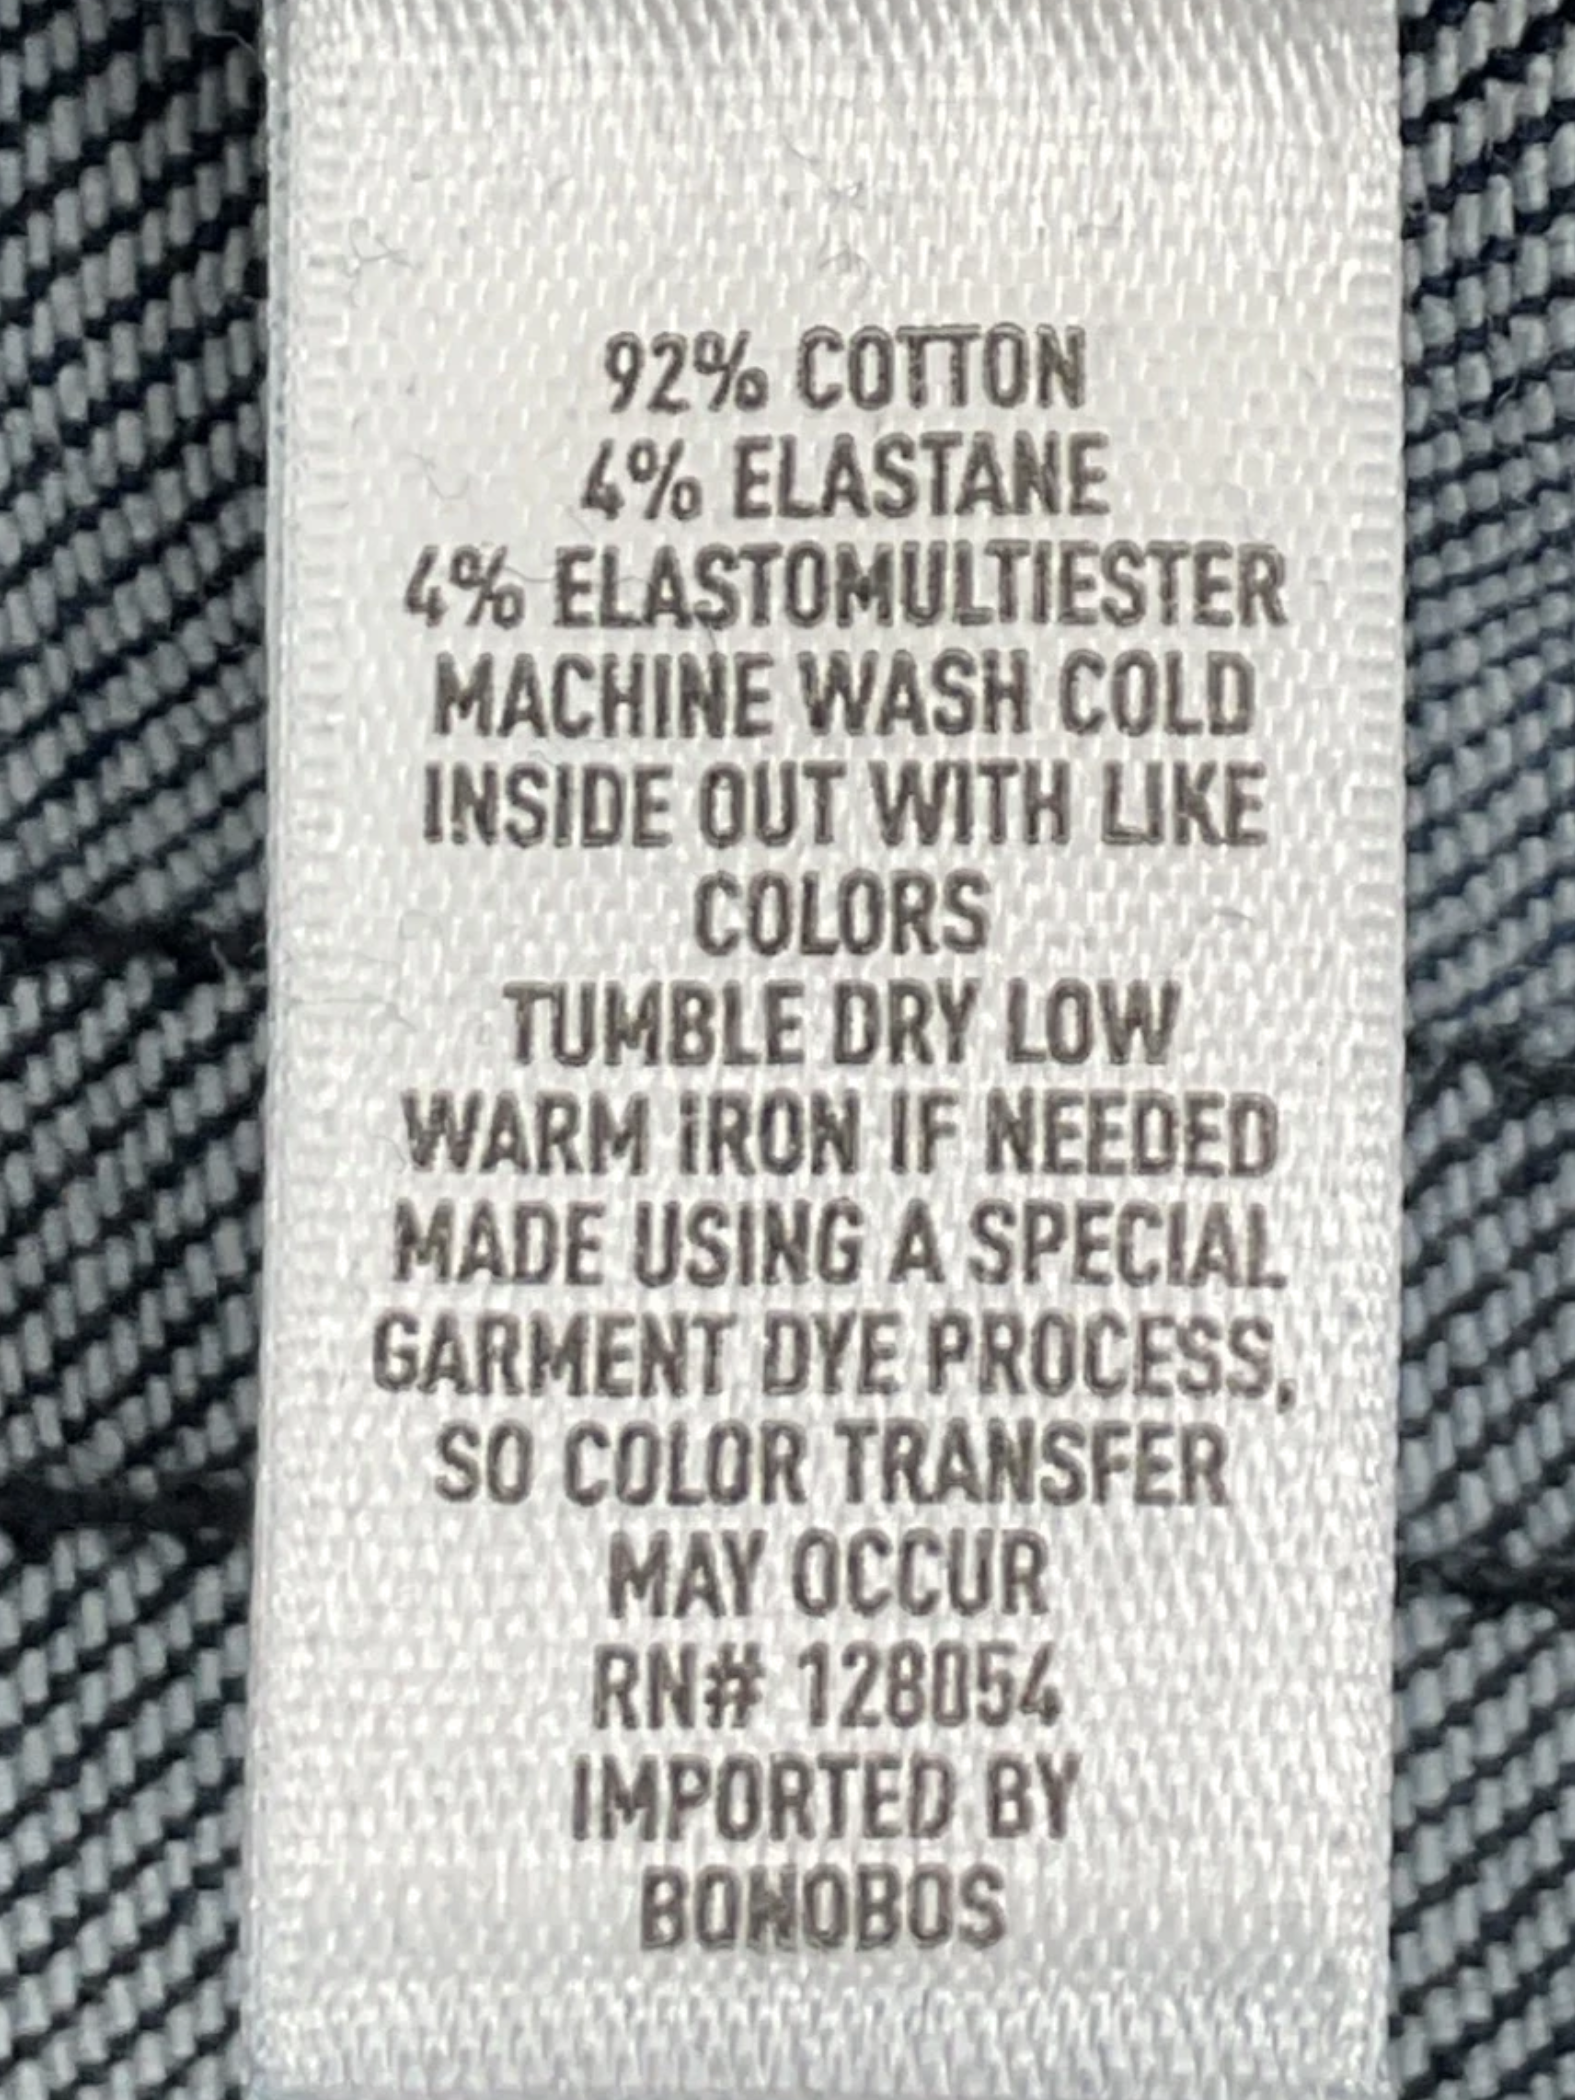 92% COTTON
4% ELASTANE
4% ELASTOMULTIESTER
MACHINE WASH COLD
INSIDE OUT WITH LIKE
COLORS
TUMBLE DRY LOW
WARM iRON IF NEEDED
MADE USING A SPECIAL
GARMENT DYE PROCESS,
SO COLOR TRANSFER
MAY OCCUR
RN# 128054
IMPORTED BY
BONOBOS